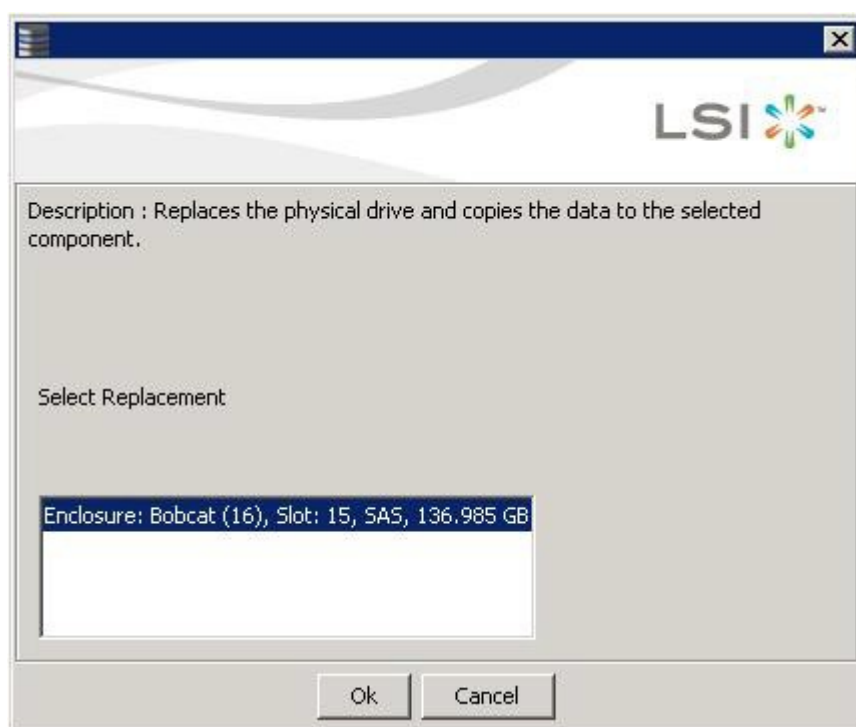 LSI
Description : Replaces the physical drive and copies the data to the selected
component.
Select Replacement
Enclosure: Bobcat (16), Slot: 15, SAS, 136.985 GB
Ok
Cancel